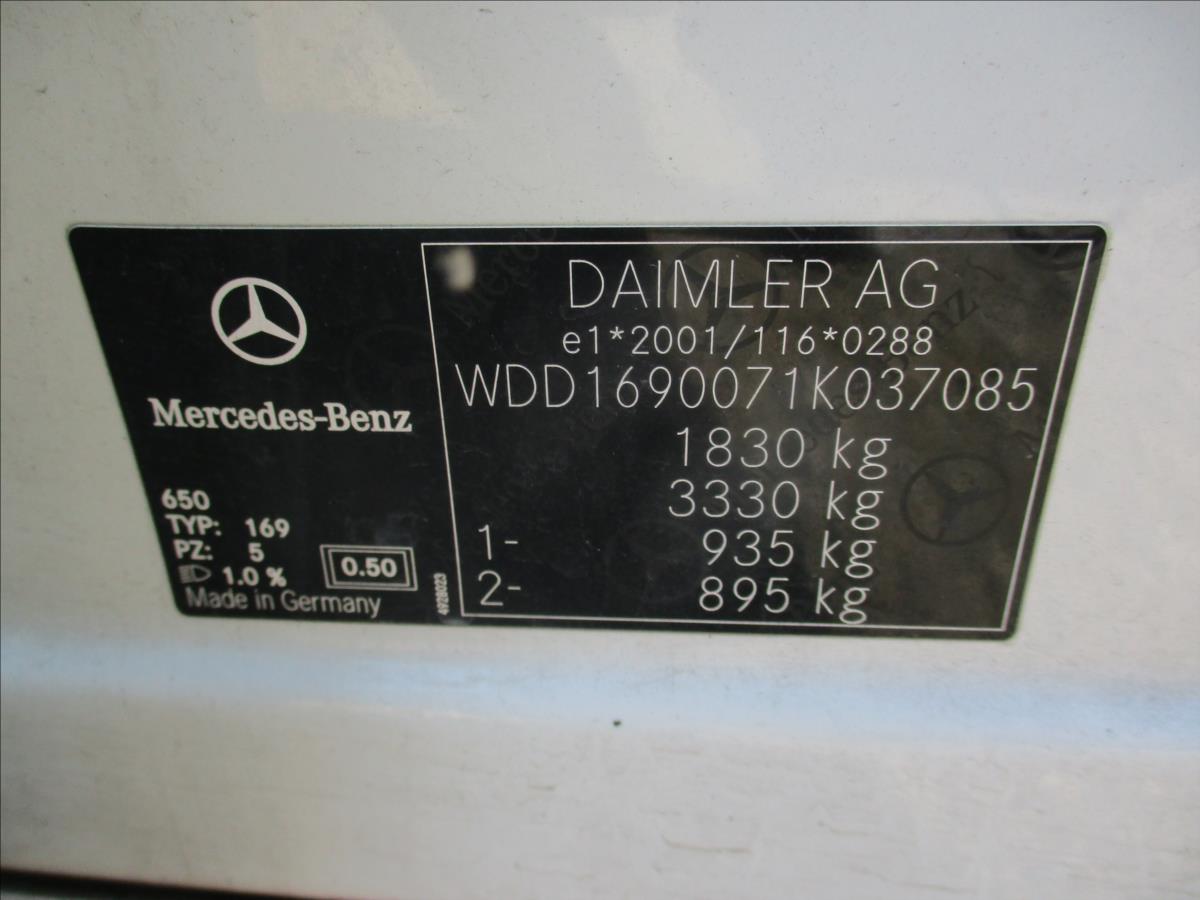 Mercedes-Benz
650
TYP: 169
PZ: 5
1.0 %
0.50
Made in Germany
4928023
DAIMLER AG
e1*2001/116*0288
WDD1690071K037085
1830 kg
3330 kg
1- 935 kg
2- 895 kg